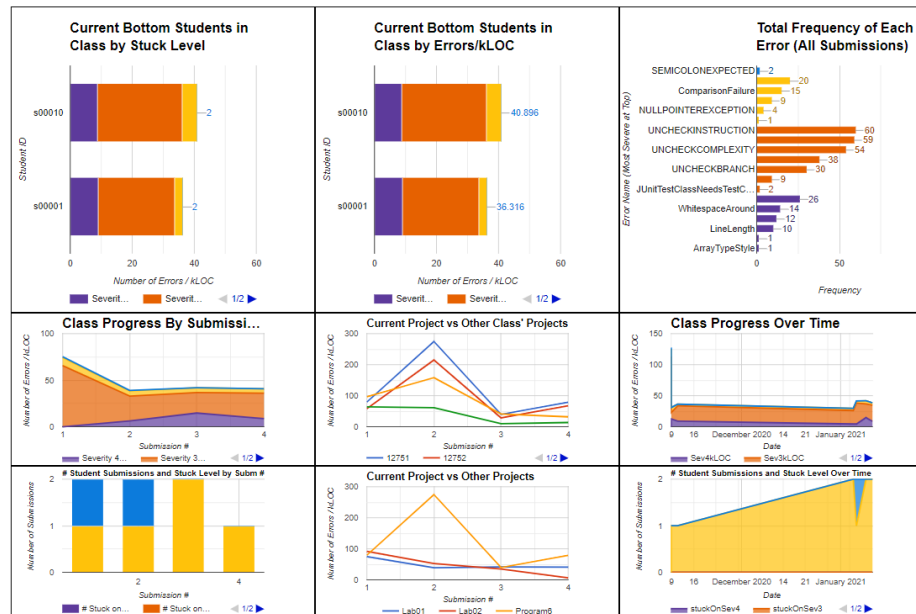 Current Bottom Students in
Class by Stuck Level
s00010
2
s00001
2
Student ID
0
20
40
60
Number of Errors / kLOC
Severit...
Severit...
1/2
Current Bottom Students in
Class by Errors/kLOC
s00010
40.896
s00001
36.316
Student ID
0
20
40
60
Number of Errors / kLOC
Severit...
Severit...
1/2
Total Frequency of Each
Error (All Submissions)
Error Name (Most Severe at Top)
SEMICOLONEXPECTED
2
20
ComparisonFailure
15
9
NULLPOINTEREXCEPTION
4
1
UNCHECKINSTRUCTION
60
59
UNCHECKCOMPLEXITY
54
38
UNCHECKBRANCH
30
9
JUnitTestClassNeedsTestC...
2
26
WhitespaceAround
14
12
LineLength
10
1
ArrayTypeStyle
1
0
50
Frequency
Class Progress By Submissi...
Number of Errors / kLOC
100
50
0
1
2
3
4
Submission #
Severity 4...
Severity 3...
1/2
Current Project vs Other Class' Projects
Number of Errors / kLOC
300
200
100
0
1
2
3
4
Submission #
12751
12752
1/2
Class Progress Over Time
Number of Errors / kLOC
150
100
50
0
9
16
December 2020
14
January 2021
Date
Sev4kLOC
Sev3kLOC
1/2
# Student Submissions and Stuck Level by Subm #
Number of Submissions
2
1
0
2
4
Submission #
# Stuck on...
# Stuck on...
1/2
Current Project vs Other Projects
Number of Errors / kLOC
300
200
100
0
1
2
3
4
Submission #
Lab01
Lab02
Program6
# Student Submissions and Stuck Level Over Time
Number of Submissions
2
1
0
9
16
December 2020
14
January 2021
Date
stuckOnSev4
stuckOnSev3
1/2